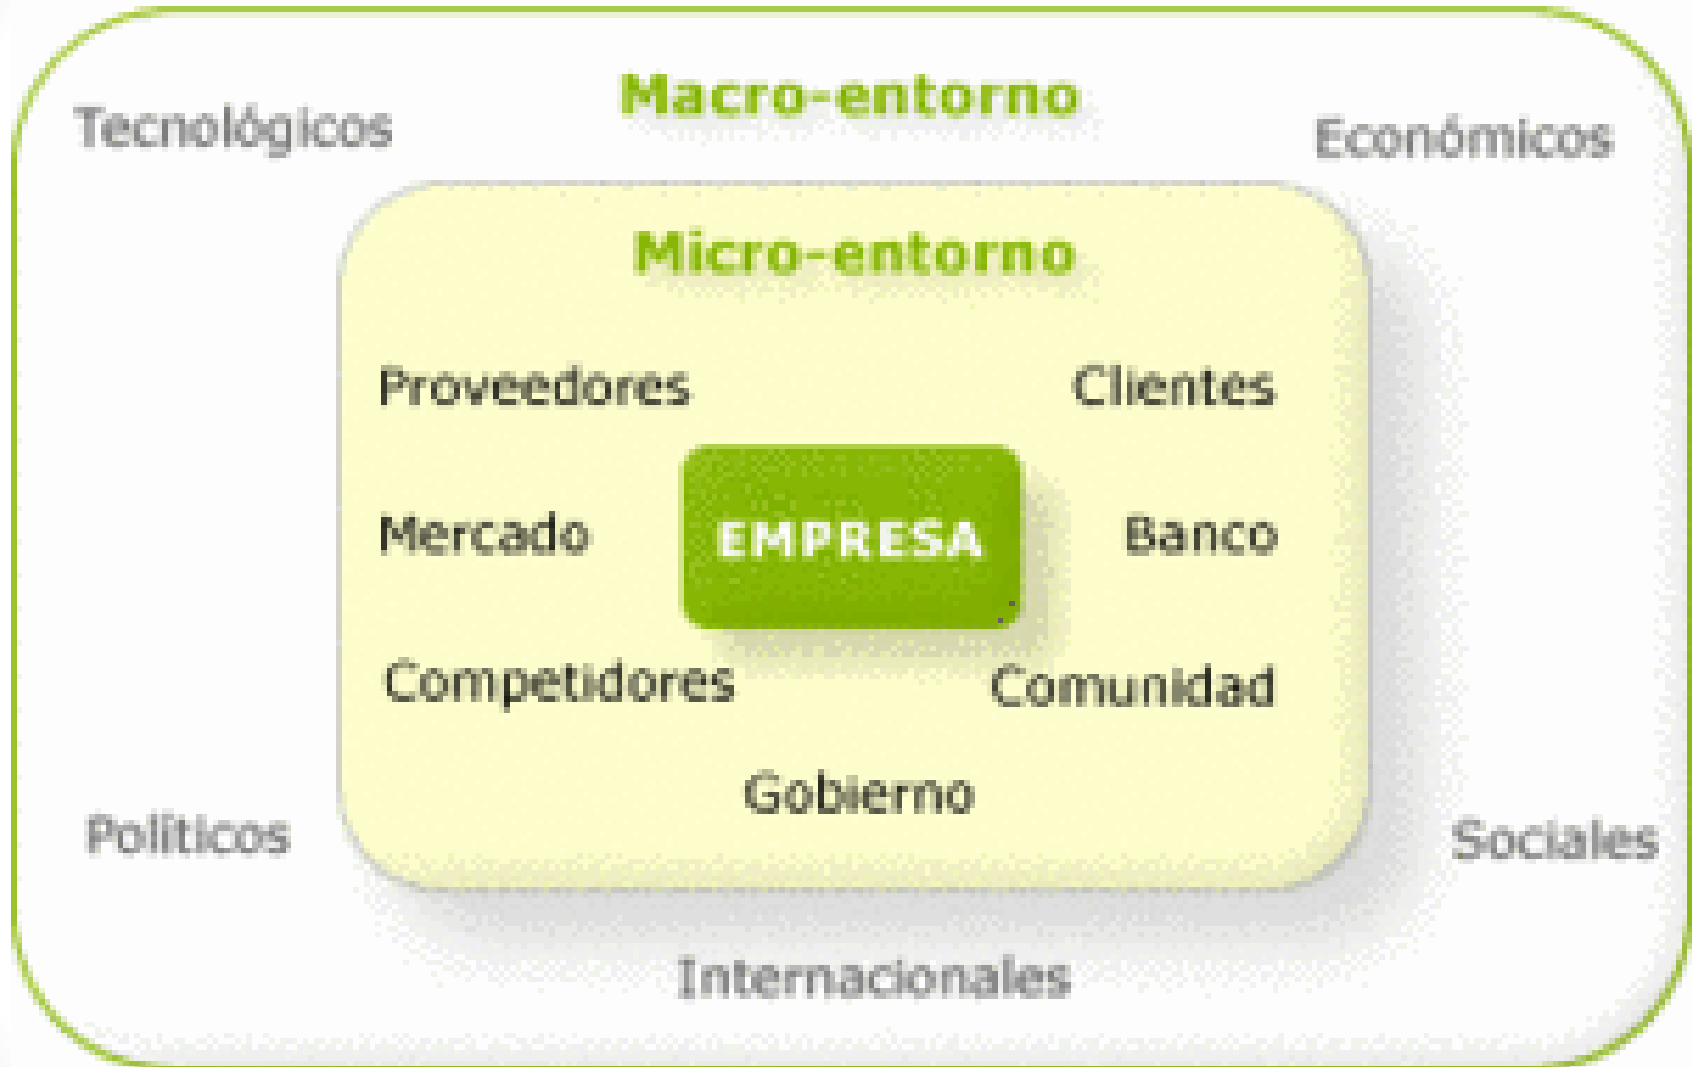 Macro-entorno
Tecnológicos
Económicos
Micro-entorno
Proveedores
Clientes
Mercado
EMPRESA
Banco
Competidores
Comunidad
Gobierno
Políticos
Sociales
Internacionales